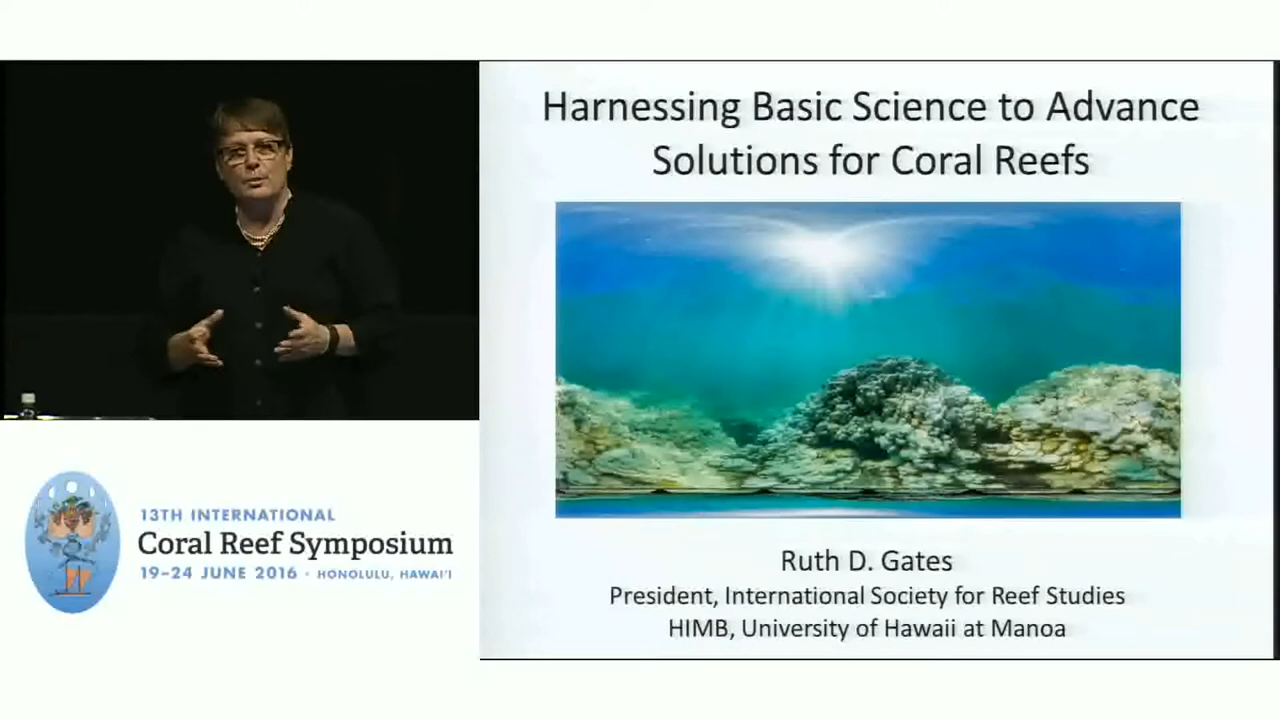 Harnessing Basic Science to Advance
Solutions for Coral Reefs
Ruth D. Gates
President, International Society for Reef Studies
HIMB, University of Hawaii at Manoa
13TH INTERNATIONAL
Coral Reef Symposium
19–24 JUNE 2016 · HONOLULU, HAWAI'I